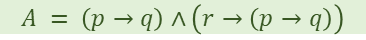 A = (p → q) ∧ (r → (p → q))